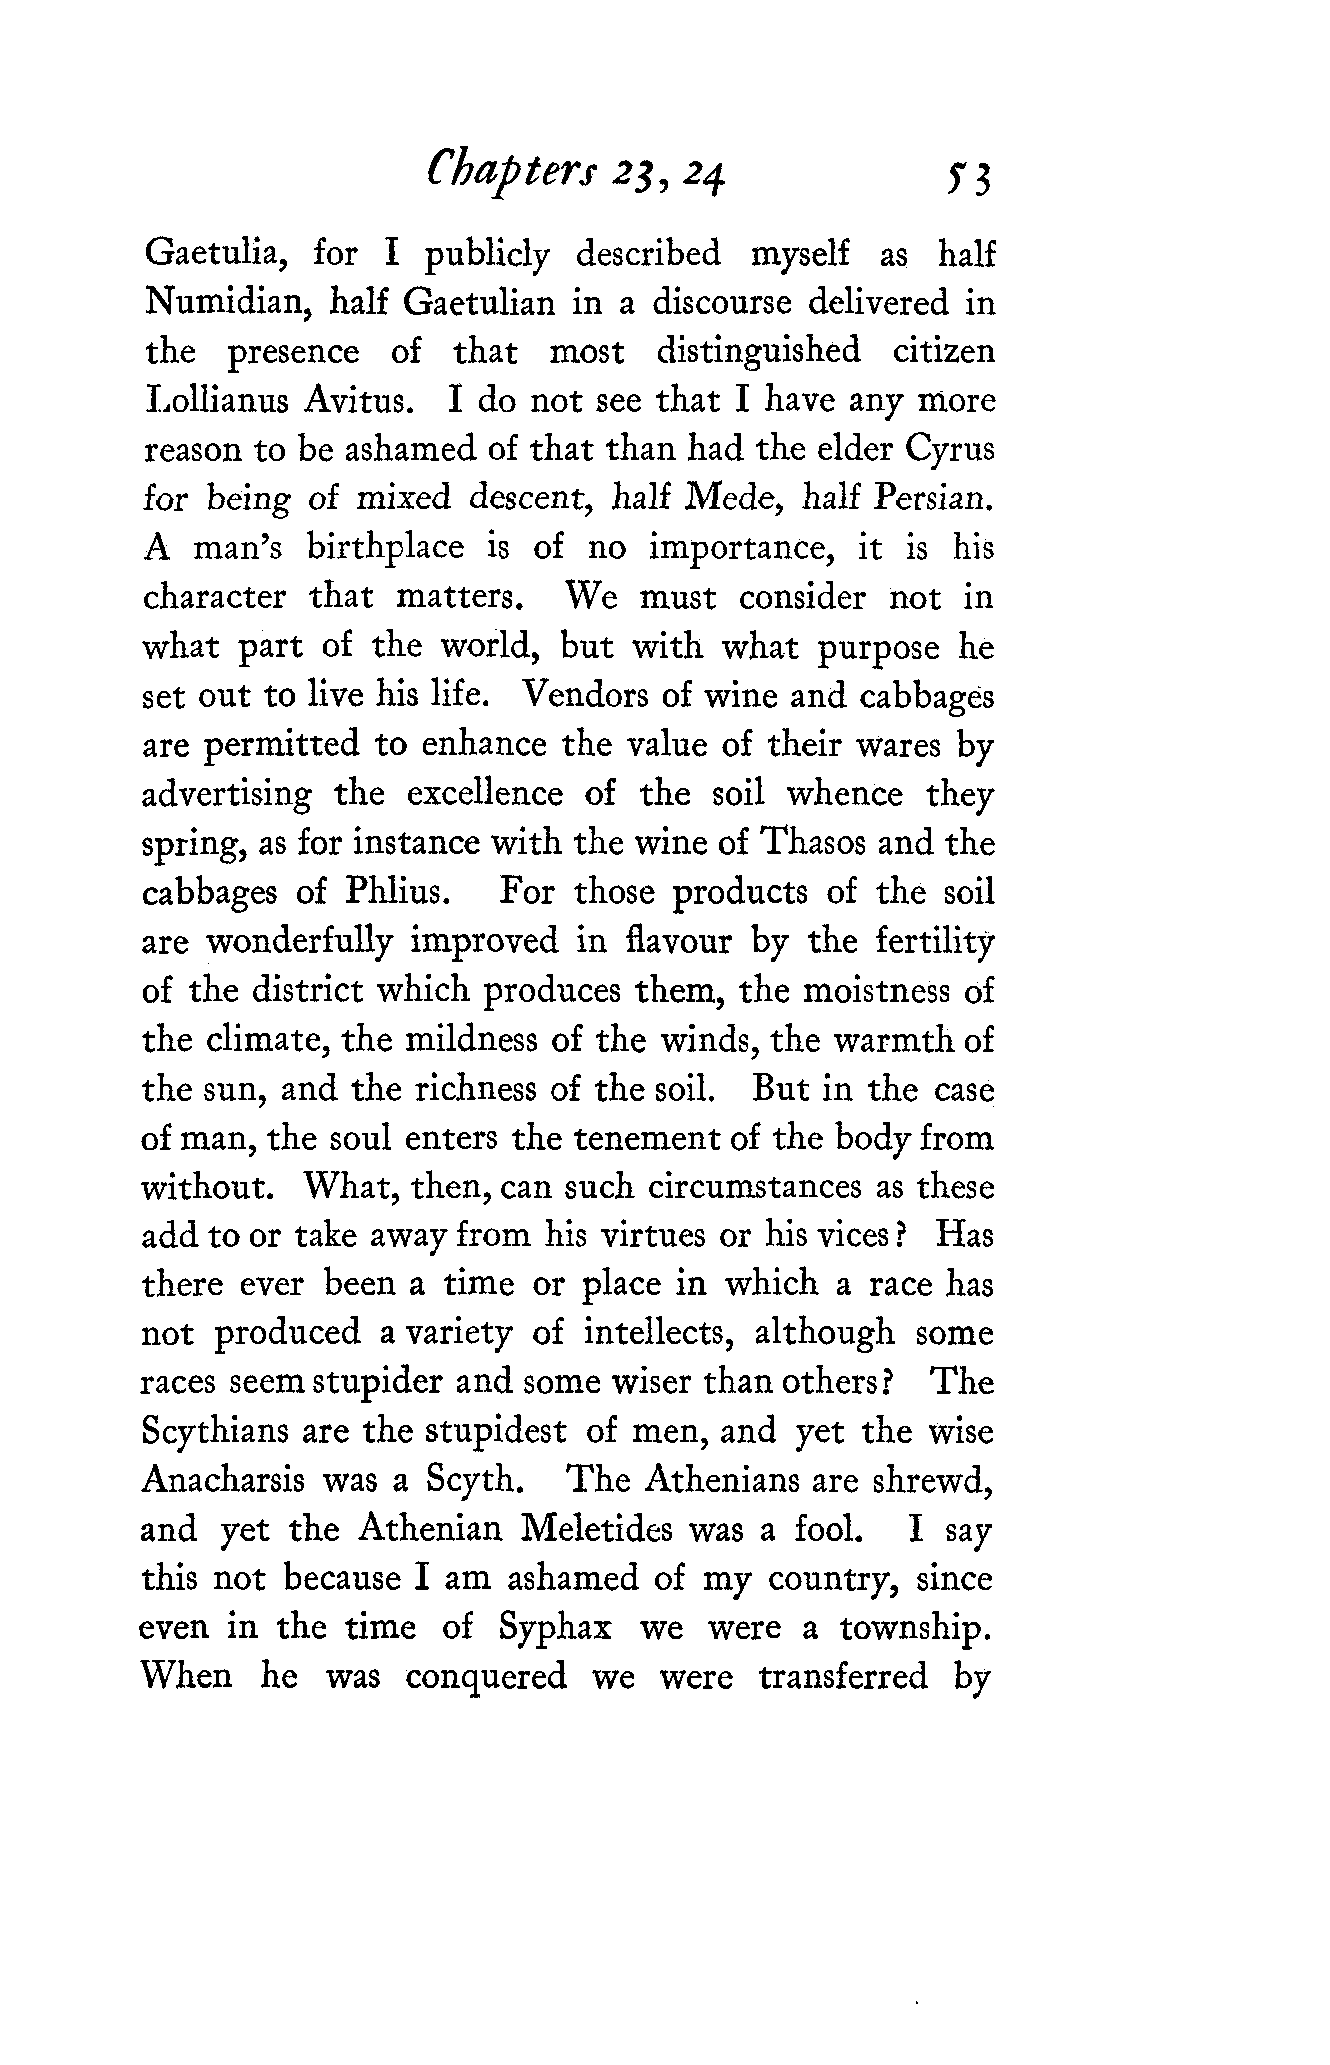 Chapters 23, 24 53
Gaetulia, for I publicly described myself as half
Numidian, half Gaetulian in a discourse delivered in
the presence of that most distinguished citizen
Lollianus Avitus. I do not see that I have any more
reason to be ashamed of that than had the elder Cyrus
for being of mixed descent, half Mede, half Persian.
A man's birthplace is of no importance, it is his
character that matters. We must consider not in
what part of the world, but with what purpose he
set out to live his life. Vendors of wine and cabbages
are permitted to enhance the value of their wares by
advertising the excellence of the soil whence they
spring, as for instance with the wine of Thasos and the
cabbages of Phlius. For those products of the soil
are wonderfully improved in flavour by the fertility
of the district which produces them, the moistness of
the climate, the mildness of the winds, the warmth of
the sun, and the richness of the soil. But in the case
of man, the soul enters the tenement of the body from
without. What, then, can such circumstances as these
add to or take away from his virtues or his vices? Has
there ever been a time or place in which a race has
not produced a variety of intellects, although some
races seem stupider and some wiser than others? The
Scythians are the stupidest of men, and yet the wise
Anacharsis was a Scyth. The Athenians are shrewd,
and yet the Athenian Meletides was a fool. I say
this not because I am ashamed of my country, since
even in the time of Syphax we were a township.
When he was conquered we were transferred by